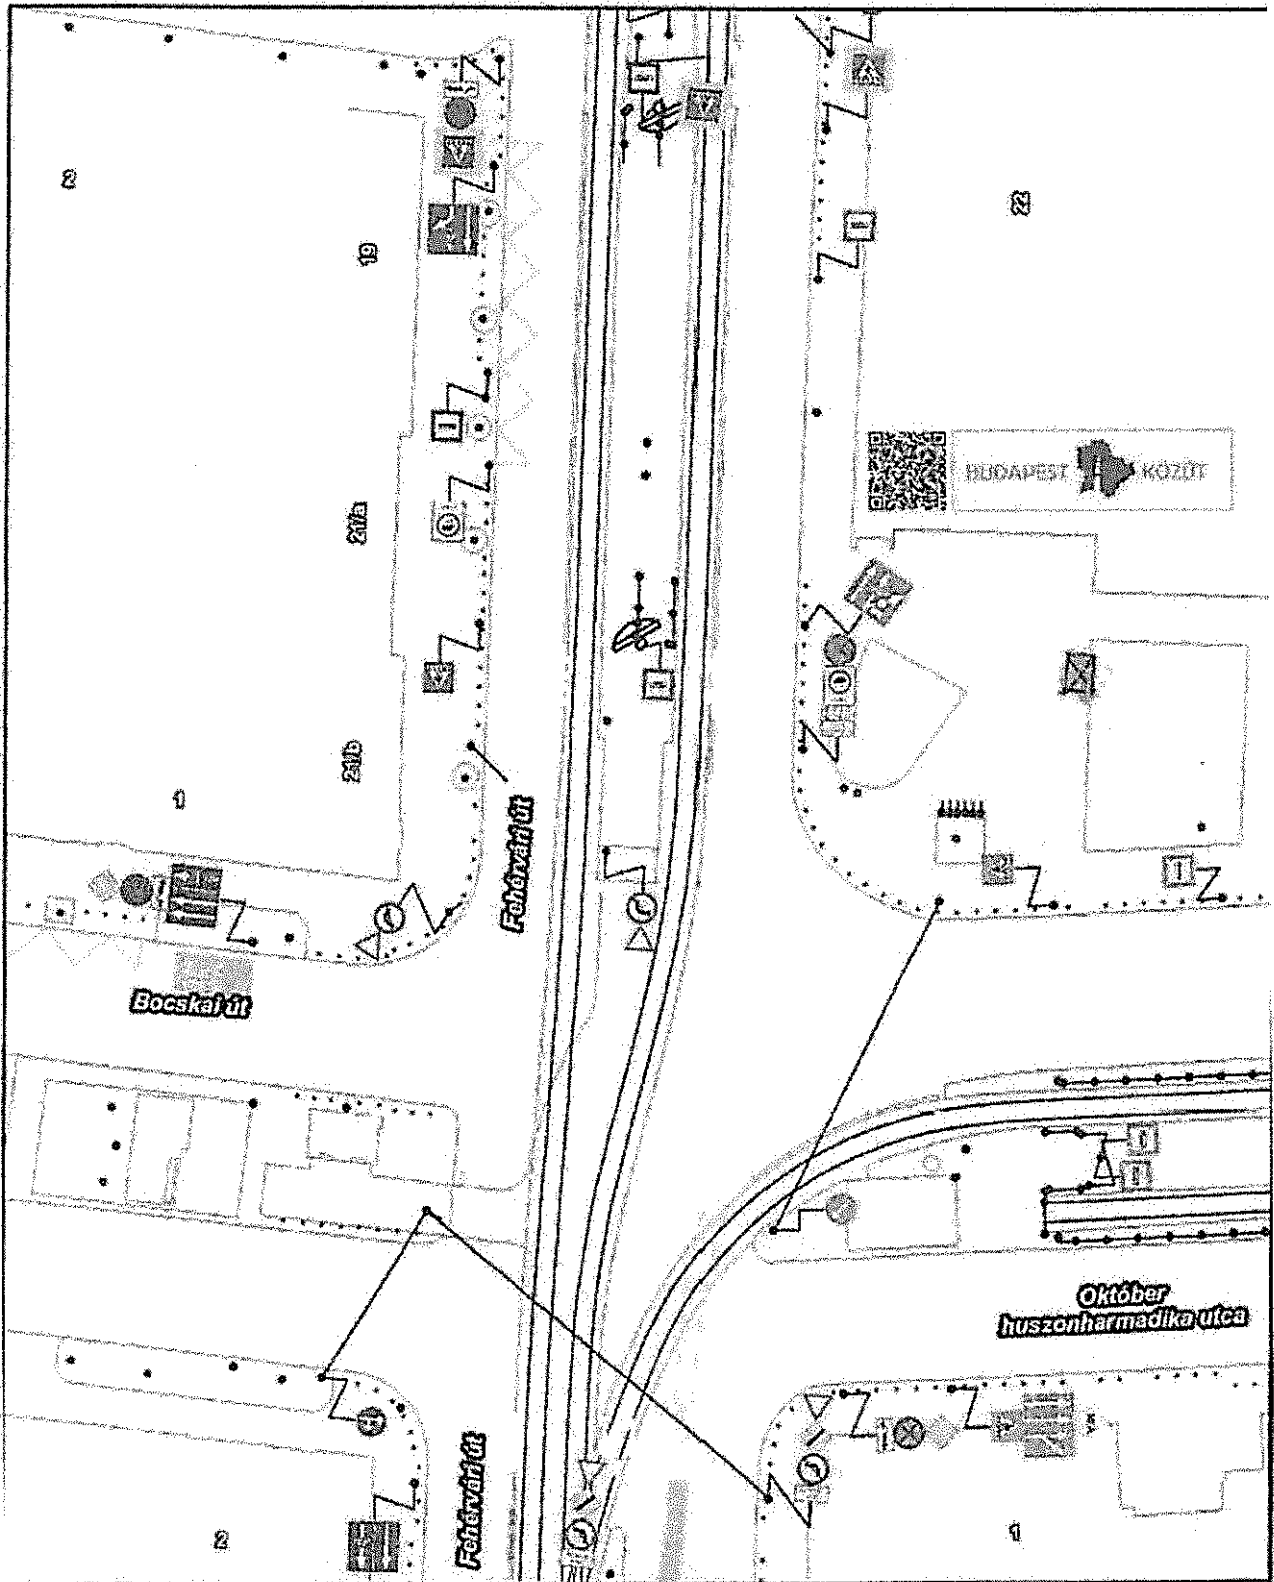 2
22
19
BUDAPEST KÖZÚT
21/a
21/b
1
Fehérvári út
Bocskai út
Október
huszonharmadika utca
Fehérvári út
2
1